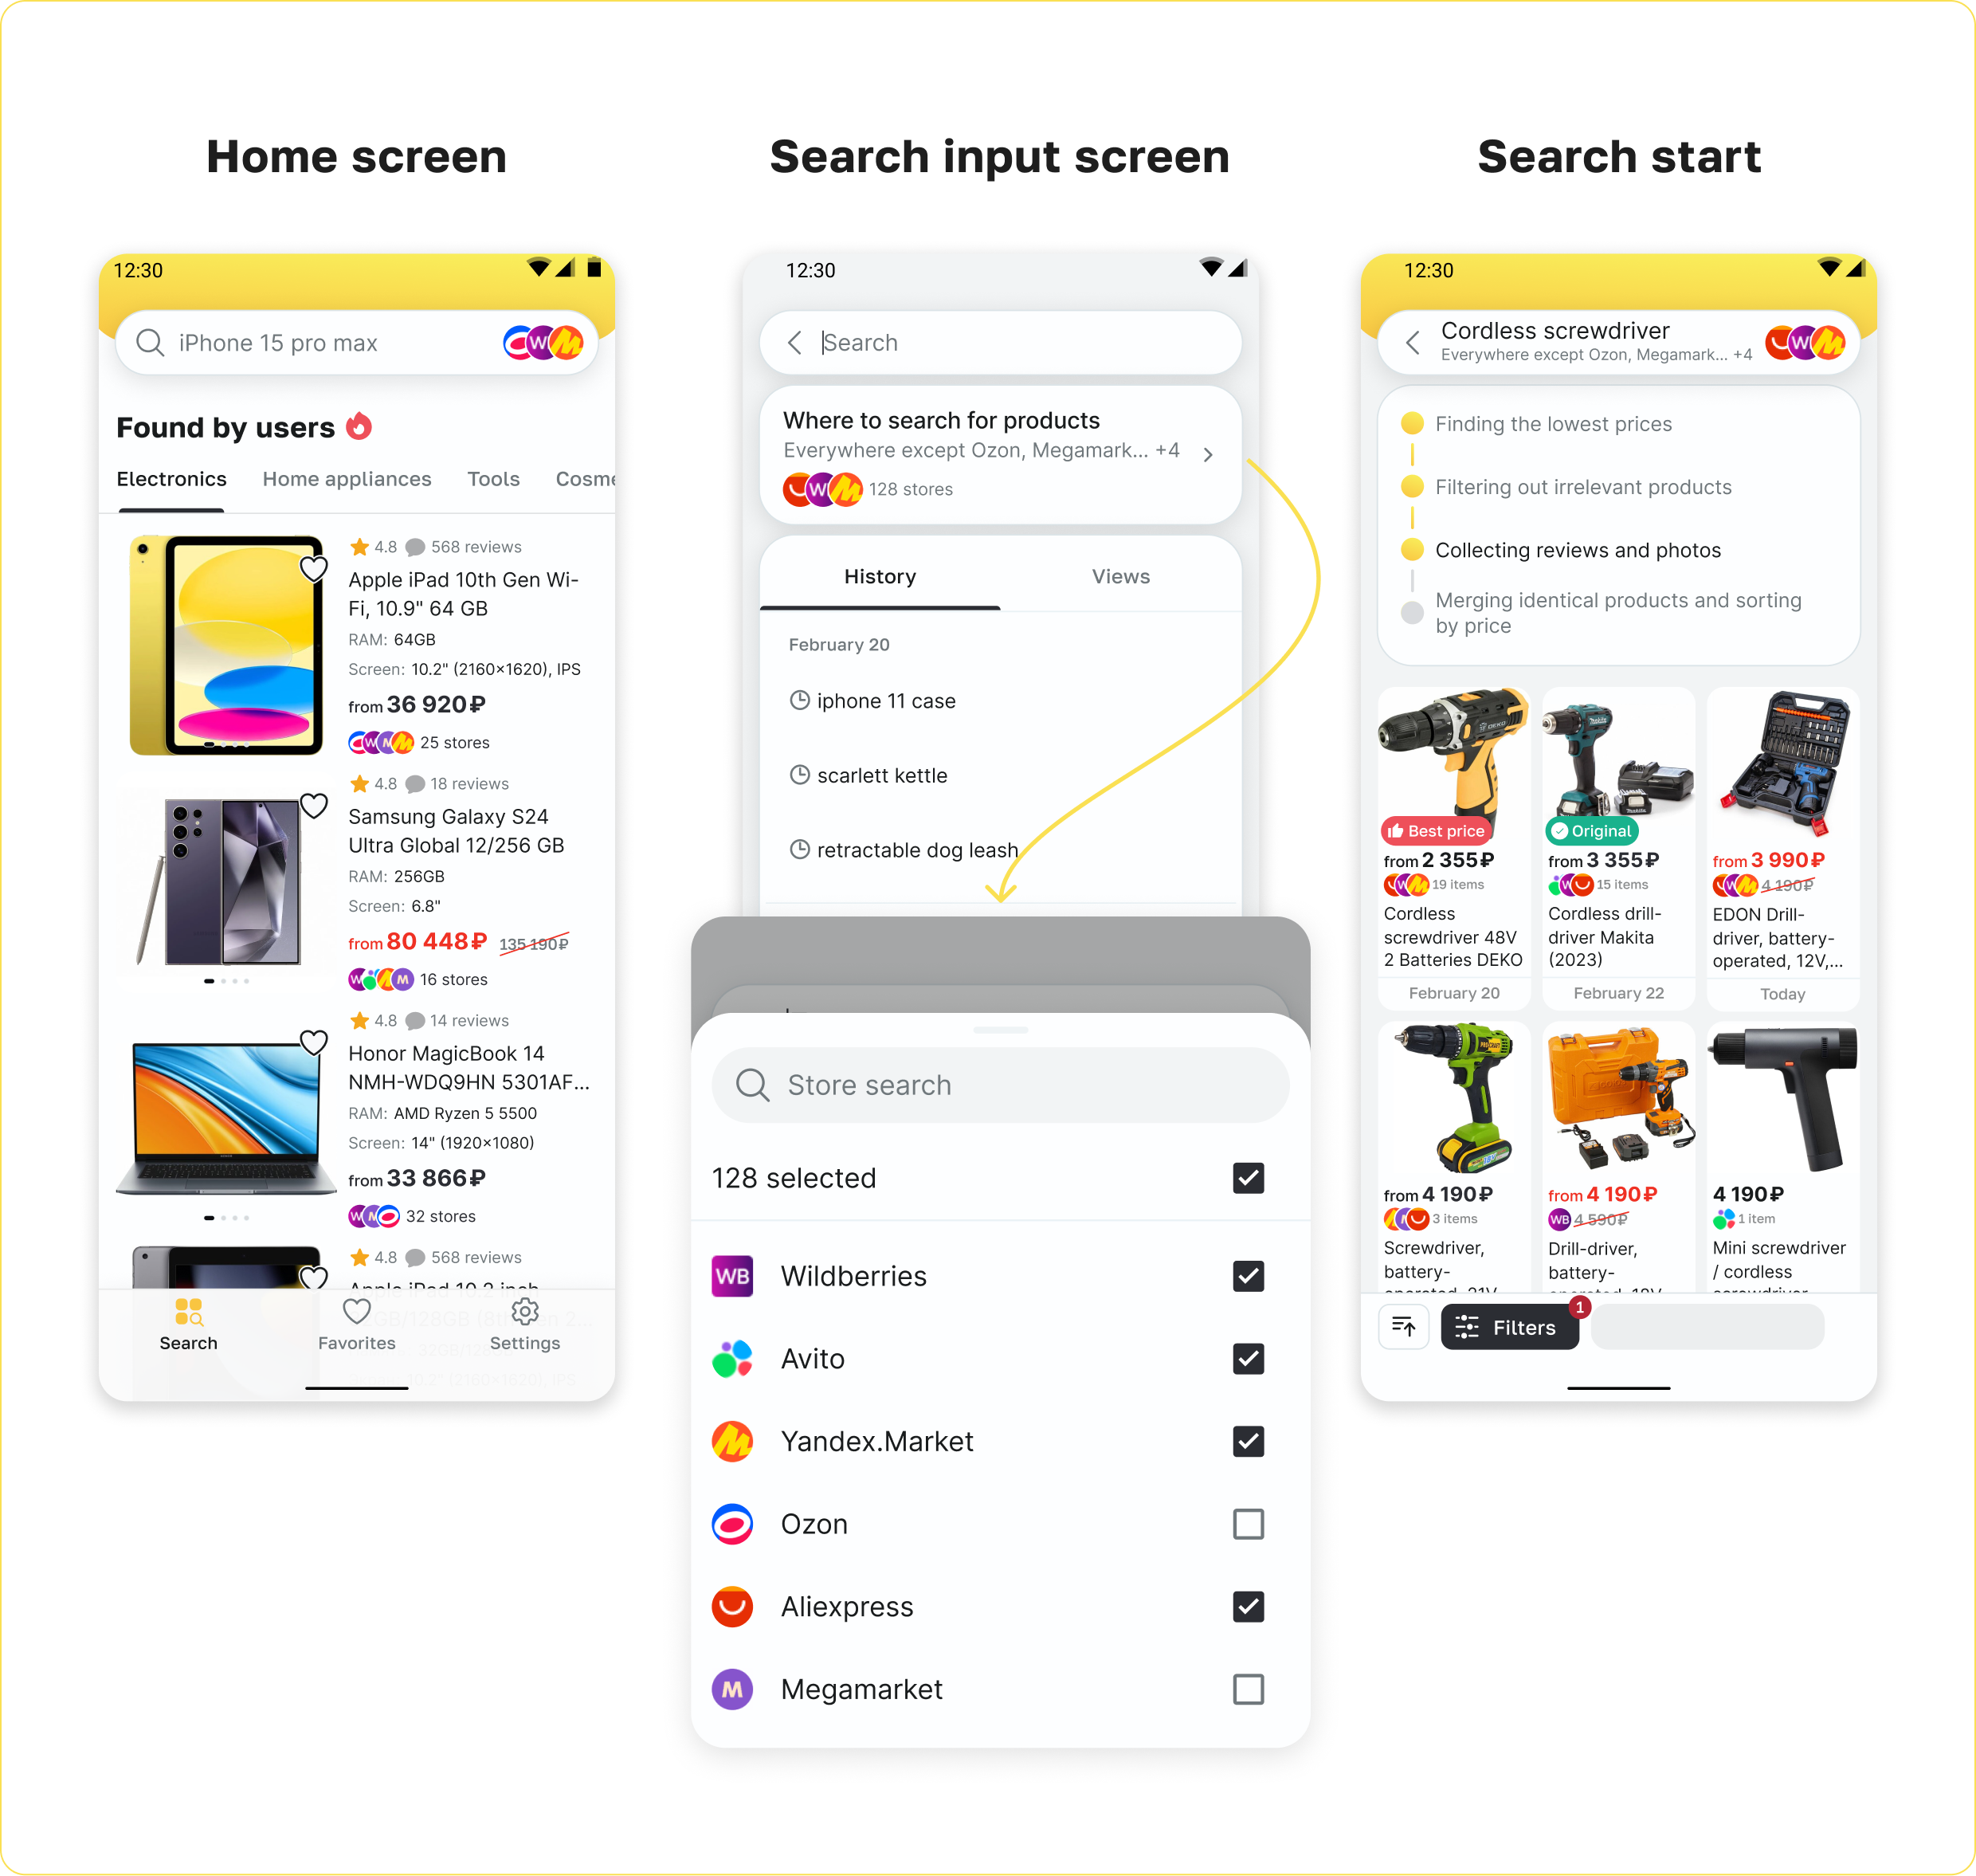 Home screen
Search input screen
Search start
12:30
iPhone 15 pro max
Found by users
Electronics
Home appliances
Tools
Cosme
4.8 568 reviews
Apple iPad 10th Gen Wi-
Fi, 10.9" 64 GB
RAM: 64GB
Screen: 10.2" (2160×1620), IPS
from 36 920 ₽
25 stores
4.8 18 reviews
Samsung Galaxy S24
Ultra Global 12/256 GB
RAM: 256GB
Screen: 6.8"
from 80 448 ₽ 135 190 ₽
16 stores
4.8 14 reviews
Honor MagicBook 14
NMH-WDQ9HN 5301AF...
RAM: AMD Ryzen 5 5500
Screen: 14" (1920×1080)
from 33 866 ₽
32 stores
4.8 568 reviews
Apple iPad 10.2-inch
Search
Favorites
Settings
12:30
Search
Where to search for products
Everywhere except Ozon, Megamark... +4
128 stores
History
Views
February 20
iphone 11 case
scarlett kettle
retractable dog leash
Store search
128 selected
WB Wildberries
Avito
Yandex.Market
Ozon
Aliexpress
M Megamarket
12:30
Cordless screwdriver
Everywhere except Ozon, Megamark... +4
Finding the lowest prices
Filtering out irrelevant products
Collecting reviews and photos
Merging identical products and sorting
by price
Best price
from 2 355 ₽
19 items
Cordless
screwdriver 48V
2 Batteries DEKO
February 20
Original
from 3 355 ₽
15 items
Cordless drill-
driver Makita
(2023)
February 22
from 3 990 ₽
4 190 ₽
EDON Drill-
driver, battery-
operated, 12V,...
Today
from 4 190 ₽
3 items
Screwdriver,
battery-
operated, 21V
from 4 190 ₽
WB 4 590 ₽
Drill-driver,
battery-
operated, 18V
4 190 ₽
1 item
Mini screwdriver
/ cordless
screwdriver
Filters
1